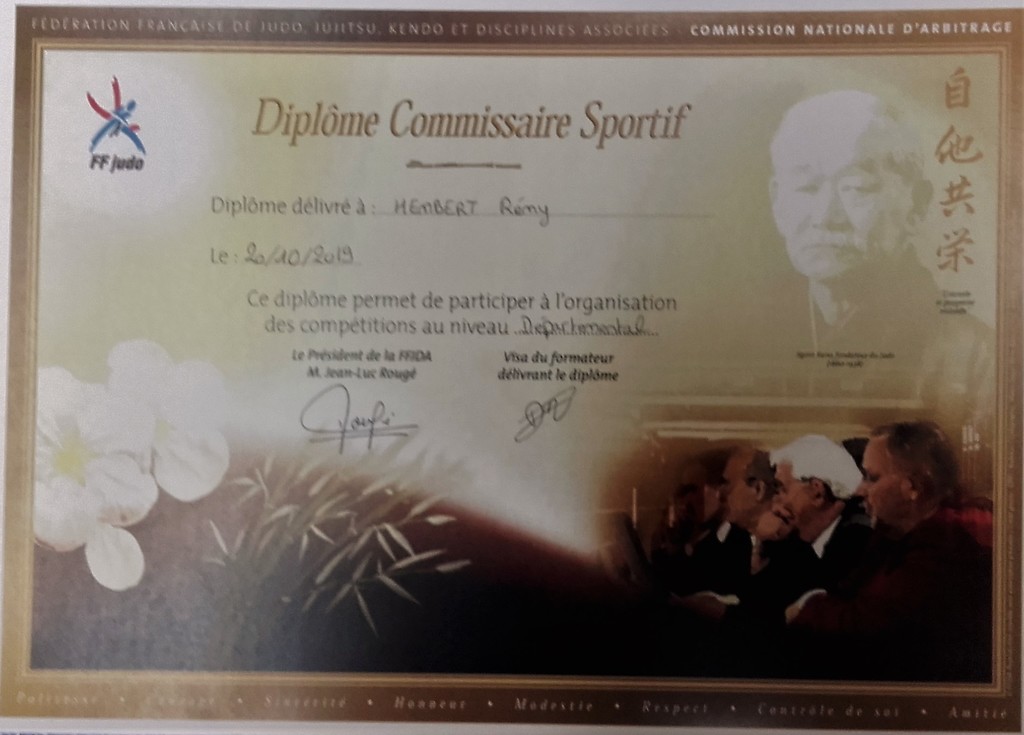 FÉDÉRATION FRANÇAISE DE JUDO, JUJITSU, KENDO ET DISCIPLINES ASSOCIÉES - COMMISSION NATIONALE D'ARBITRAGE
FF Judo
Diplôme Commissaire Sportif
自
他
共
栄
Diplôme délivré à : HEMBERT Rémy
Le : 20/10/2019
Ce diplôme permet de participer à l'organisation
des compétitions au niveau Départemental
Le Président de la FFJDA
M. Jean-Luc Rougé
Visa du formateur
délivrant le diplôme
Politesse • Courage • Sincérité • Honneur • Modestie • Respect • Contrôle de soi • Amitié